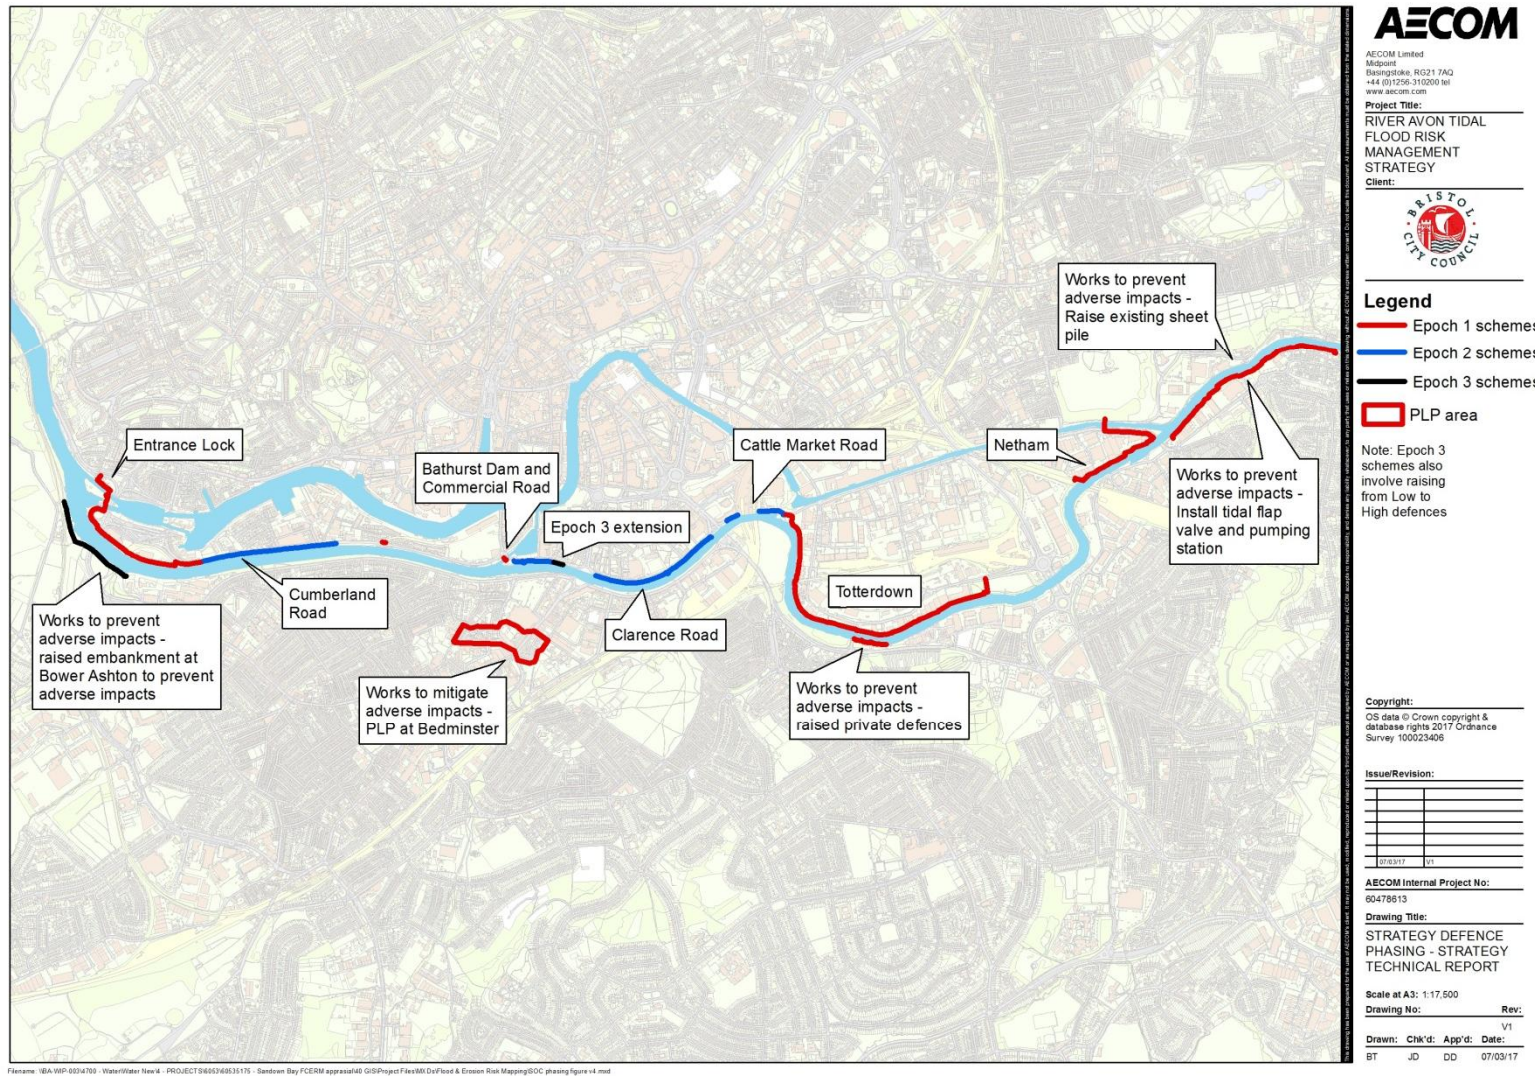 Entrance Lock
Bathurst Dam and
Commercial Road
Epoch 3 extension
Cattle Market Road
Netham
Works to prevent
adverse impacts -
Raise existing sheet
pile
Works to prevent
adverse impacts -
Install tidal flap
valve and pumping
station
Cumberland
Road
Works to prevent
adverse impacts -
raised embankment at
Bower Ashton to prevent
adverse impacts
Works to mitigate
adverse impacts -
PLP at Bedminster
Clarence Road
Totterdown
Works to prevent
adverse impacts -
raised private defences
AECOM
AECOM Limited
Midpoint
Basingstoke, RG21 7AQ
+44 (0)1256-310200 tel
www.aecom.com
Project Title:
RIVER AVON TIDAL
FLOOD RISK
MANAGEMENT
STRATEGY
Client:
BRISTOL
CITY COUNCIL
Legend
Epoch 1 schemes
Epoch 2 schemes
Epoch 3 schemes
PLP area
Note: Epoch 3
schemes also
involve raising
from Low to
High defences
Copyright:
OS data © Crown copyright &
database rights 2017 Ordnance
Survey 100023406
Issue/Revision:
07/03/17 V1
AECOM Internal Project No:
60478613
Drawing Title:
STRATEGY DEFENCE
PHASING - STRATEGY
TECHNICAL REPORT
Scale at A3: 1:17,500
Drawing No: Rev:
V1
Drawn: Chk'd: App'd: Date:
BT JD DD 07/03/17